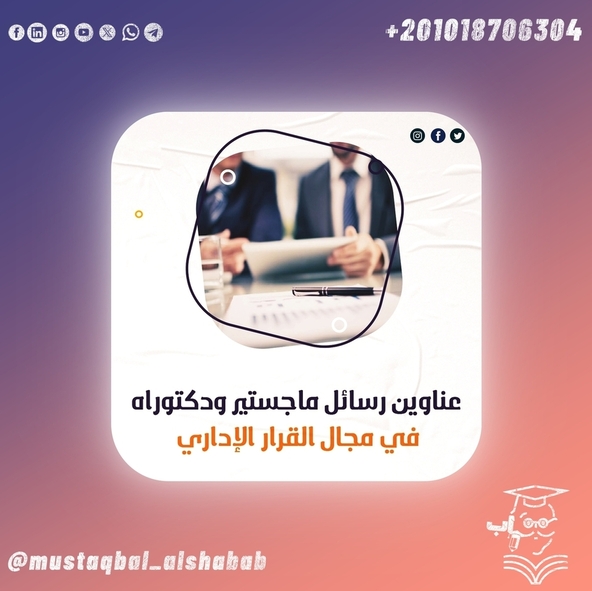 +201018706304
عناوين رسائل ماجستير ودكتوراه
في مجال القرار الإداري
@mustaqbal_alshabab